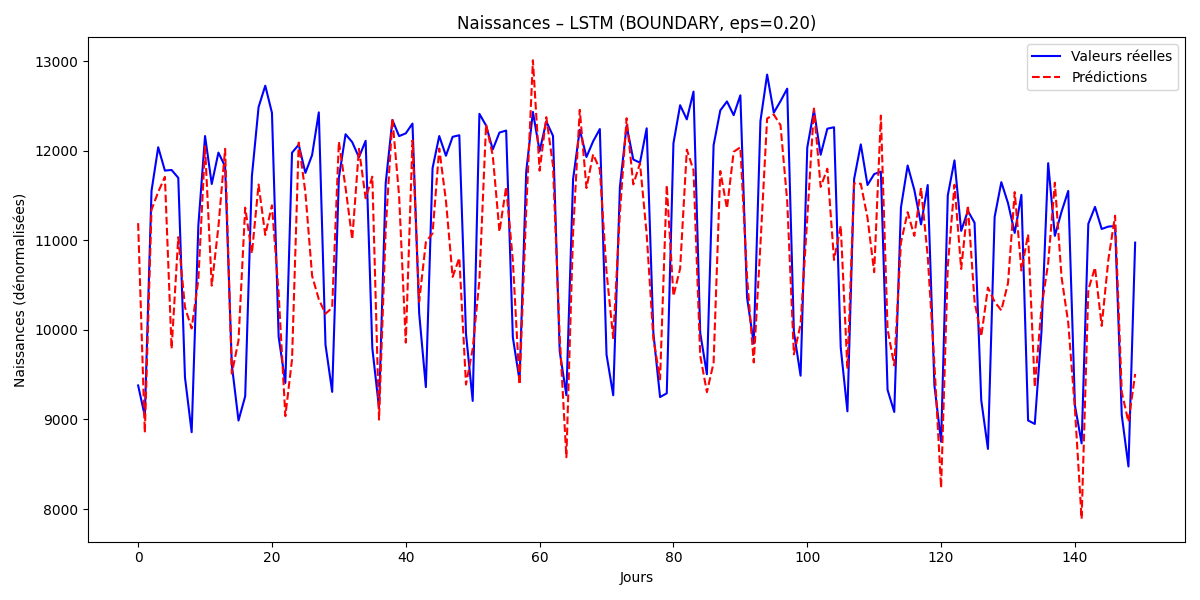 Naissances – LSTM (BOUNDARY, eps=0.20)
Valeurs réelles
Prédictions
13000
12000
11000
10000
9000
8000
Naissances (dénormalisées)
0 20 40 60 80 100 120 140
Jours